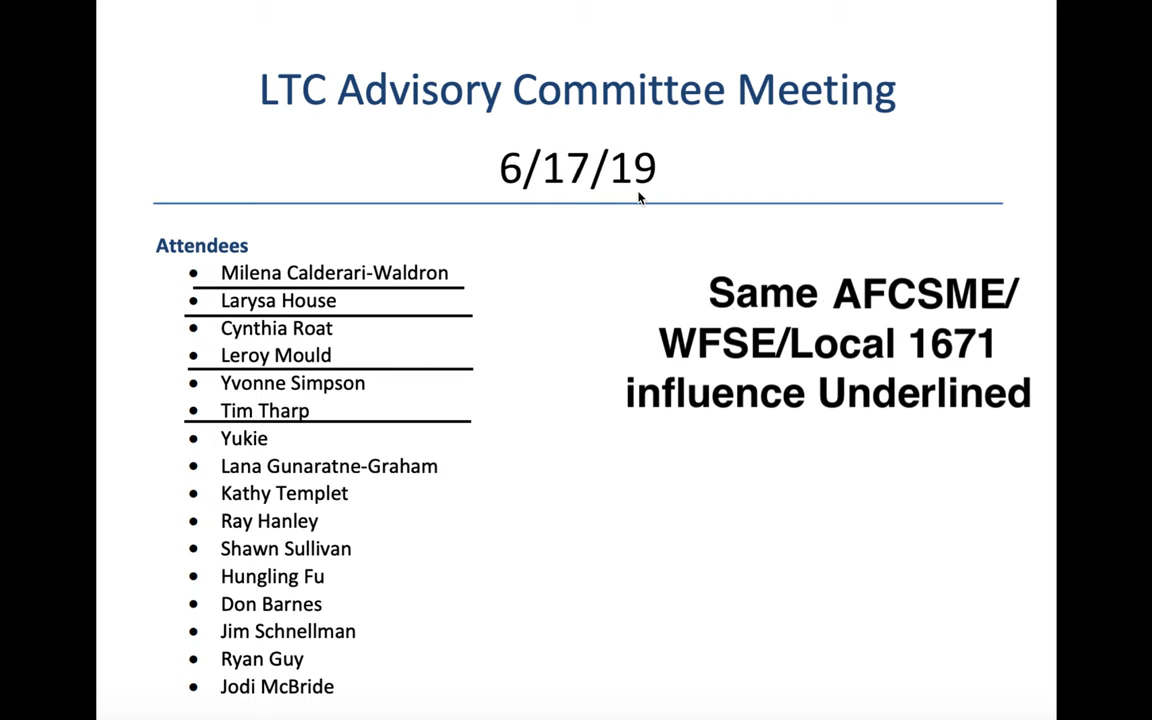 LTC Advisory Committee Meeting
6/17/19
Attendees
• Milena Calderari-Waldron
• Larysa House
• Cynthia Roat
• Leroy Mould
• Yvonne Simpson
• Tim Tharp
• Yukie
• Lana Gunaratne-Graham
• Kathy Templet
• Ray Hanley
• Shawn Sullivan
• Hungling Fu
• Don Barnes
• Jim Schnellman
• Ryan Guy
• Jodi McBride
Same AFCSME/
WFSE/Local 1671
influence Underlined